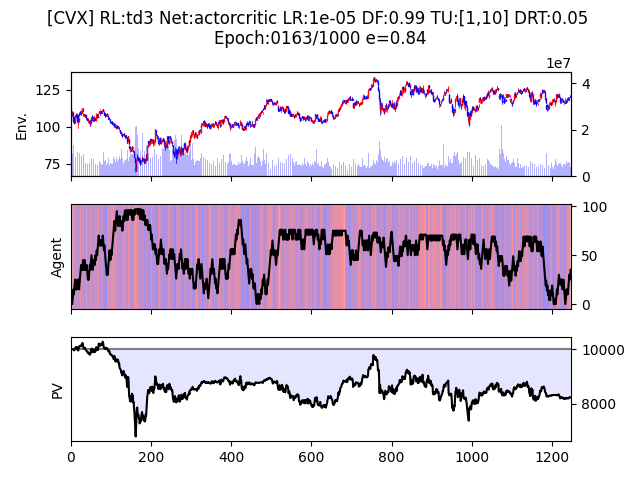 [CVX] RL:td3 Net:actorcritic LR:1e-05 DF:0.99 TU:[1,10] DRT:0.05
Epoch:0163/1000 e=0.84
1e7
125
100
75
Env.
4
2
0
Agent
100
50
0
PV
10000
8000
0 200 400 600 800 1000 1200